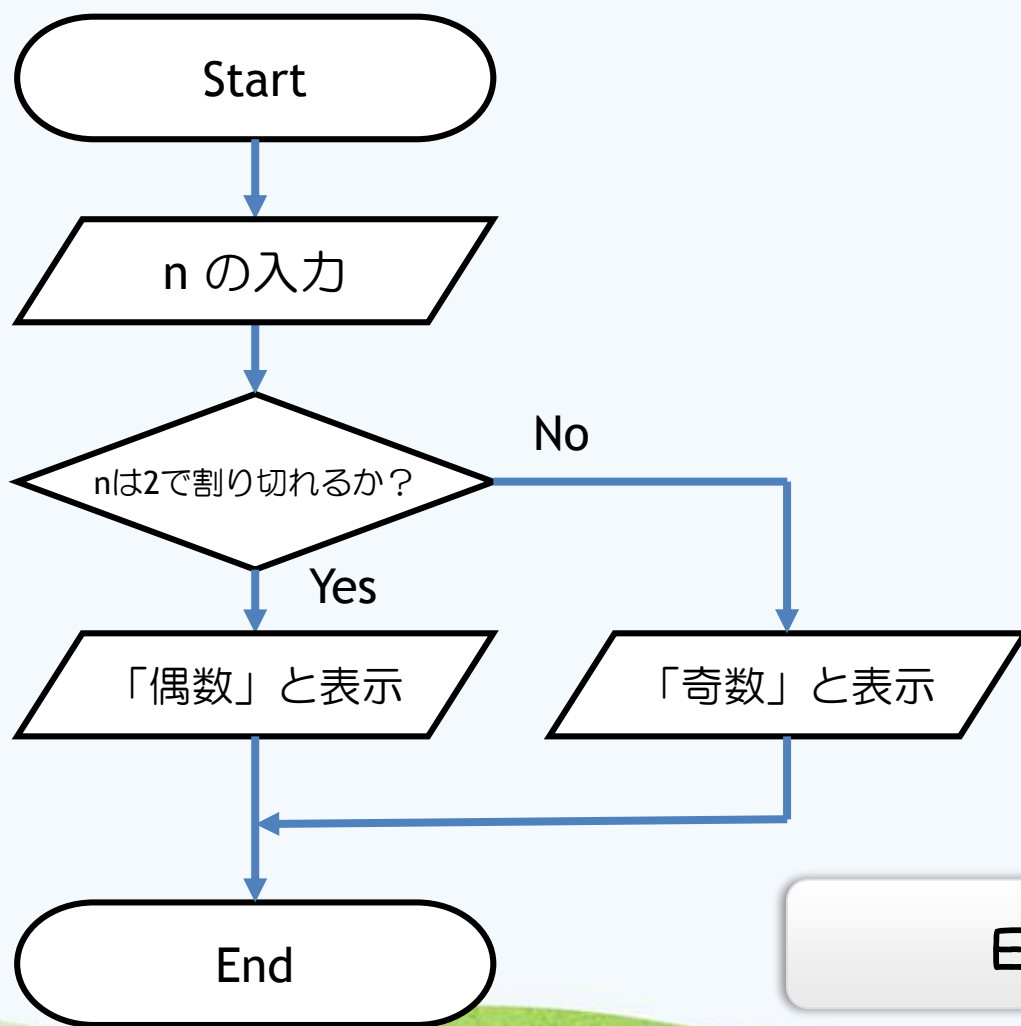 Start
n の入力
nは2で割り切れるか？
No
Yes
「偶数」と表示
「奇数」と表示
End